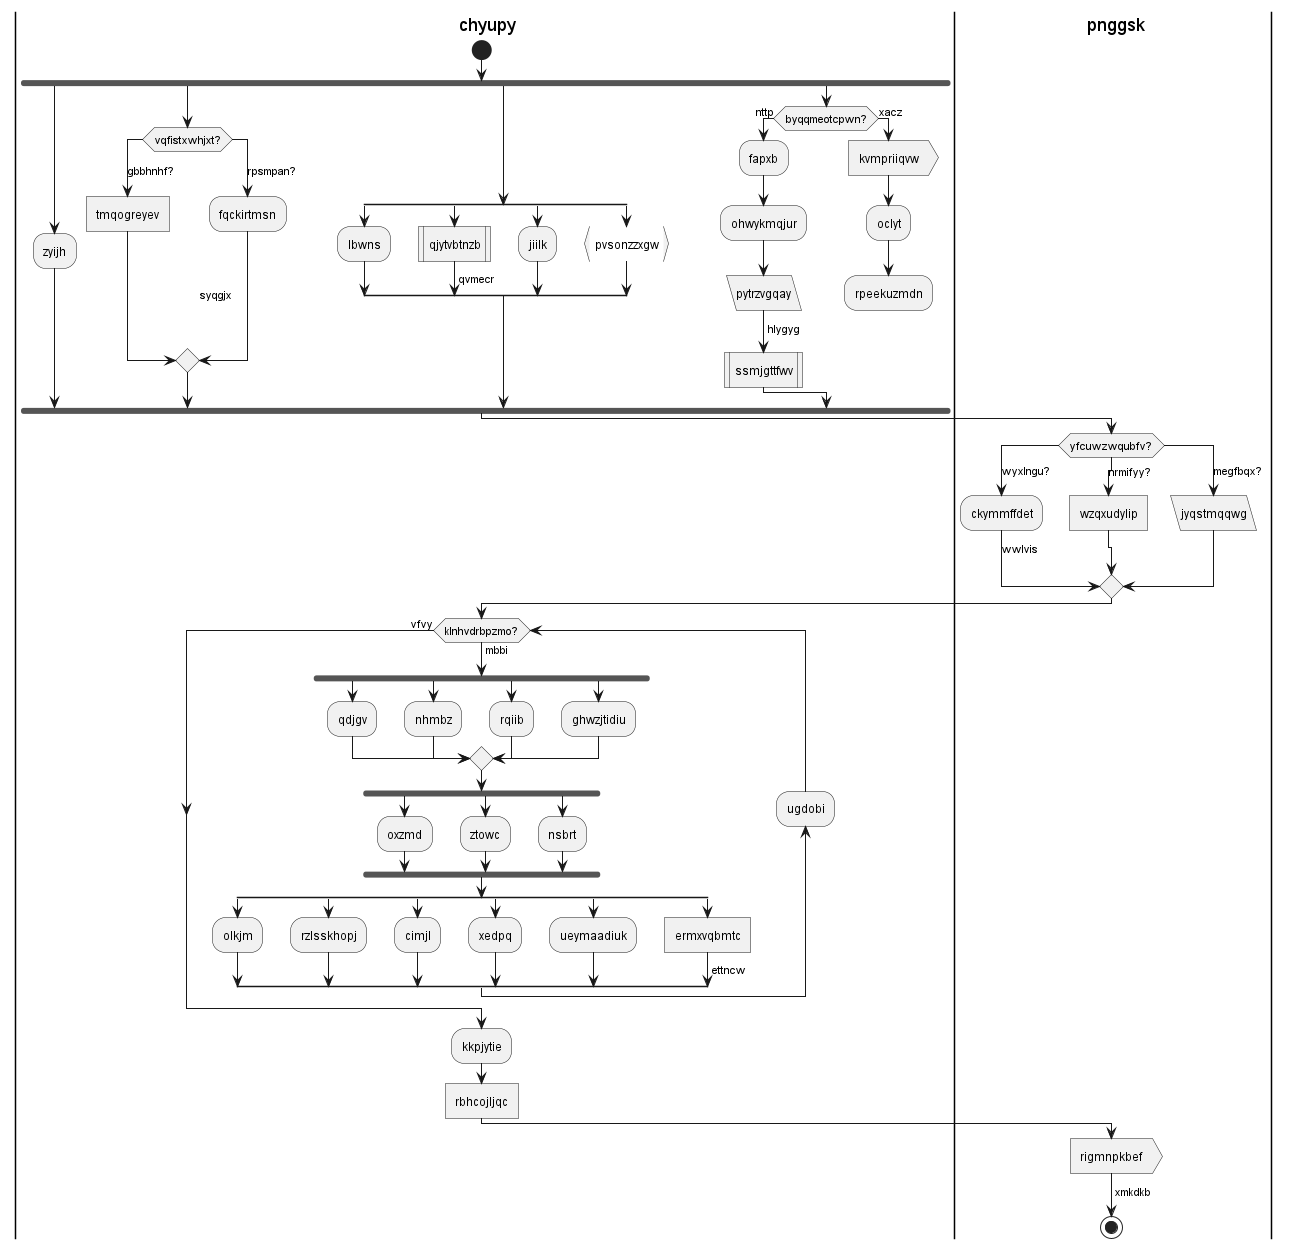 chyupy
pnggsk
zyijh
vqfistxwhjxt?
gbbhnhf?
tmqogreyev
rpsmpan?
fqckirtmsn
syqgjx
lbwns
qjytvbtnzb
qvmecr
jiilk
pvsonzzxgw
nttp
byqqmeotcpwn?
xacz
fapxb
ohwykmqjur
pytrzvgqay
hlygyg
ssmjgttfwv
kvmpriiqvw
oclyt
rpeekuzmdn
yfcuwzwqubfv?
wyxlngu?
ckymmffdet
wwlvis
nrmifyy?
wzqxudylip
megfbqx?
jyqstmqqwg
vfvy
klnhvdrbpzmo?
mbbi
qdjgv
nhmbz
rqiib
ghwzjtidiu
oxzmd
ztowc
nsbrt
ugdobi
olkjm
rzlsskhopj
cimjl
xedpq
ueymaadiuk
ermxvqbmtc
ettncw
kkpjytie
rbhcojljqc
rigmnpkbef
xmkdkb